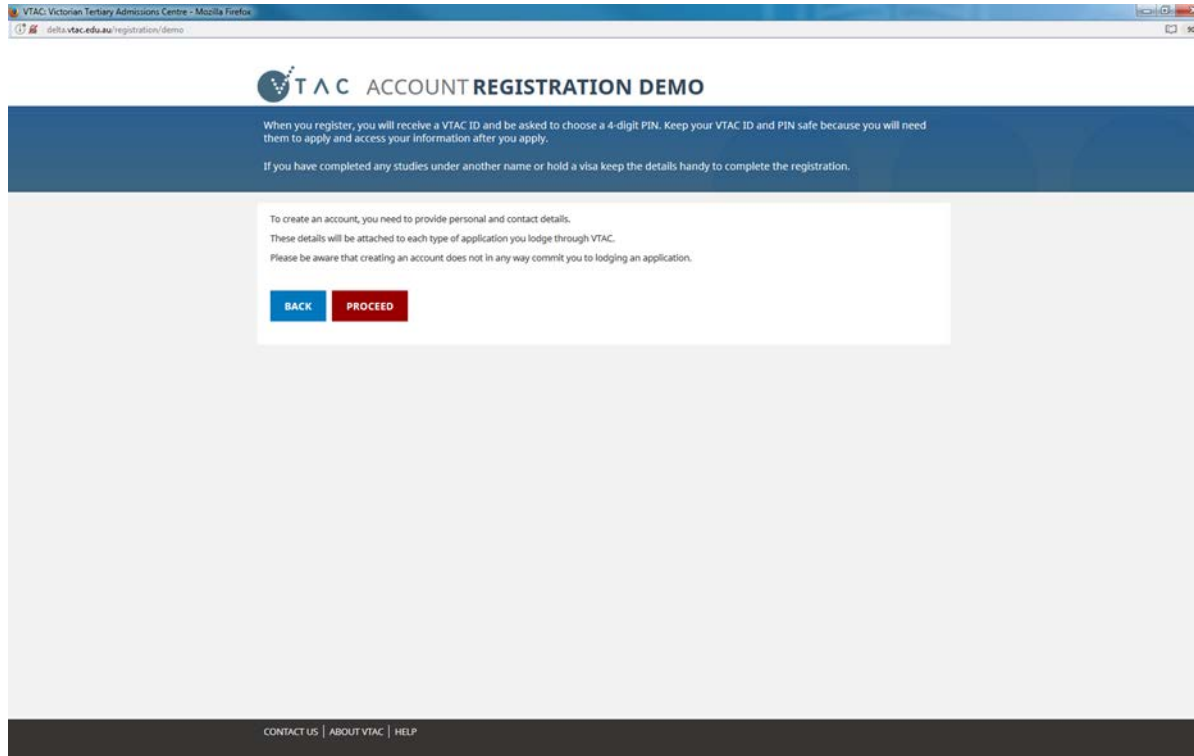 VTAC: Victorian Tertiary Admissions Centre - Mozilla Firefox
delta.vtac.edu.au/registration/demo
VTAC ACCOUNT REGISTRATION DEMO
When you register, you will receive a VTAC ID and be asked to choose a 4-digit PIN. Keep your VTAC ID and PIN safe because you will need
them to apply and access your information after you apply.
If you have completed any studies under another name or hold a visa keep the details handy to complete the registration.
To create an account, you need to provide personal and contact details.
These details will be attached to each type of application you lodge through VTAC.
Please be aware that creating an account does not in any way commit you to lodging an application.
BACK PROCEED
CONTACT US | ABOUT VTAC | HELP